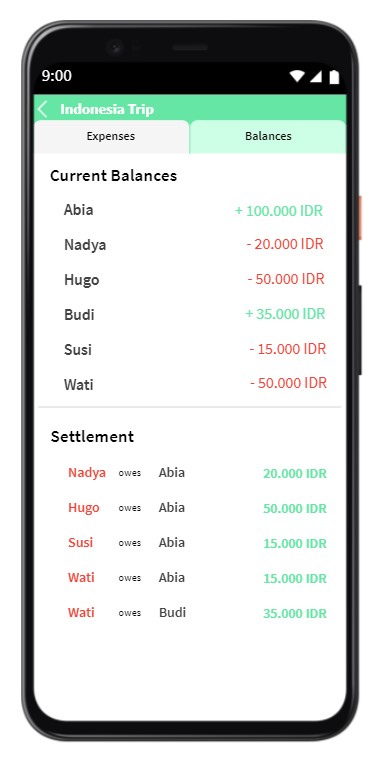 9:00
Indonesia Trip
Expenses Balances
Current Balances
Abia + 100.000 IDR
Nadya - 20.000 IDR
Hugo - 50.000 IDR
Budi + 35.000 IDR
Susi - 15.000 IDR
Wati - 50.000 IDR
Settlement
Nadya owes Abia 20.000 IDR
Hugo owes Abia 50.000 IDR
Susi owes Abia 15.000 IDR
Wati owes Abia 15.000 IDR
Wati owes Budi 35.000 IDR